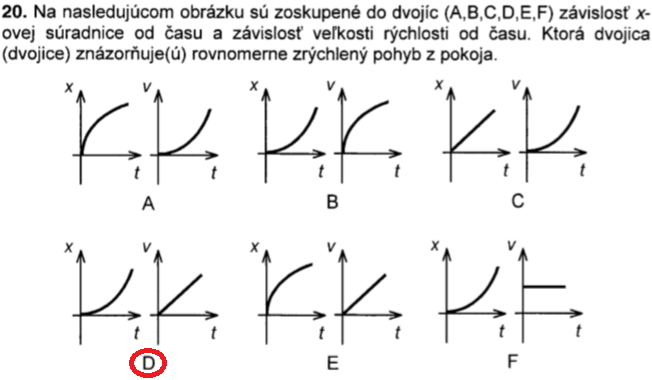 20. Na nasledujúcom obrázku sú zoskupené do dvojíc (A,B,C,D,E,F) závislosť x-
ovej súradnice od času a závislosť veľkosti rýchlosti od času. Ktorá dvojica
(dvojice) znázorňuje(ú) rovnomerne zrýchlený pohyb z pokoja.
x v x v x v
t t t t t t
A B C
x v x v x v
t t t t t t
D E F